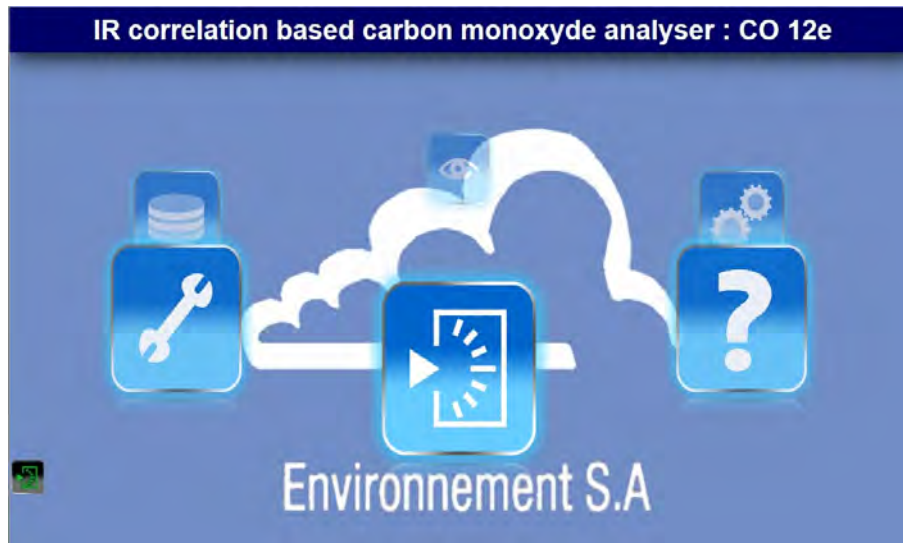 IR correlation based carbon monoxyde analyser : CO 12e
?
Environnement S.A